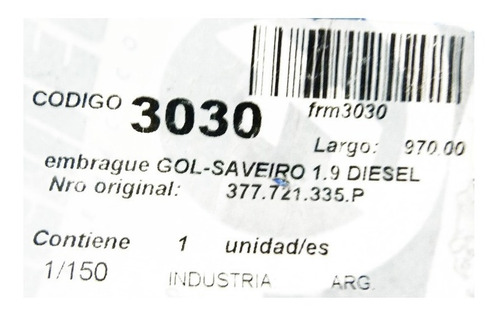 CODIGO 3030
frm3030
Largo: 970.00
embrague GOL-SAVEIRO 1.9 DIESEL
Nro original: 377.721.335.P
Contiene 1 unidad/es
1/150 INDUSTRIA ARG.